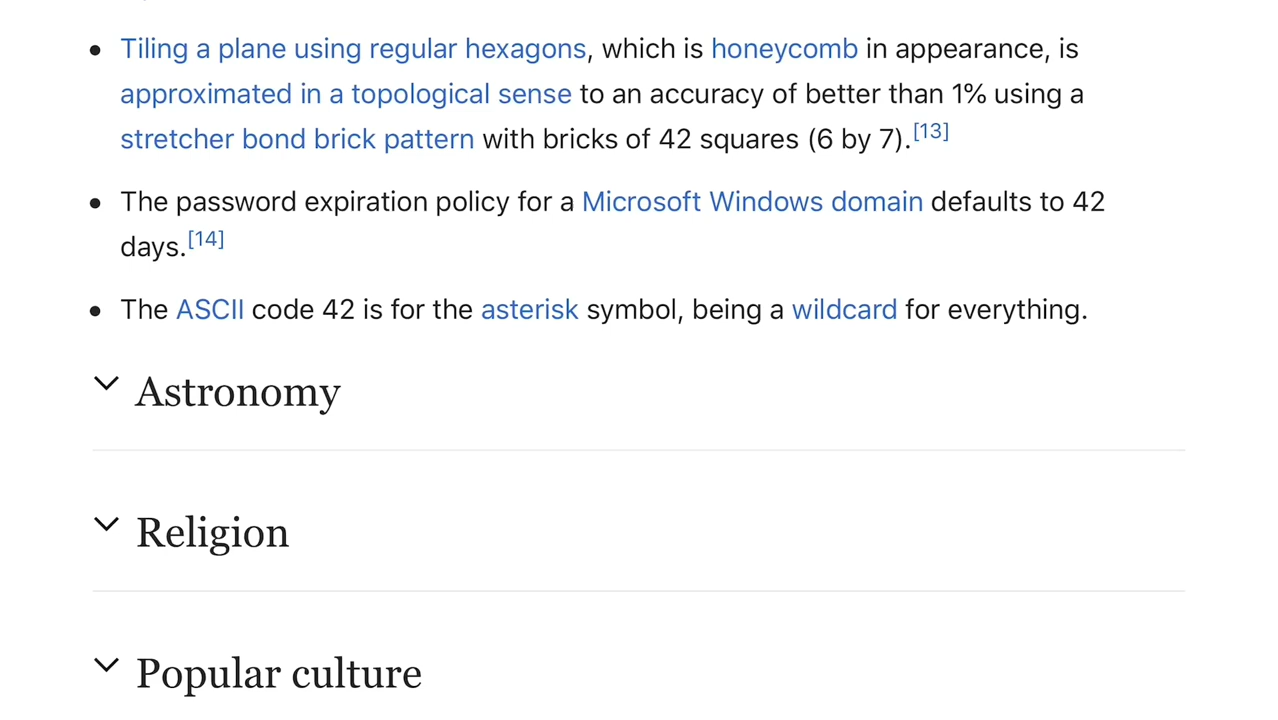 Tiling a plane using regular hexagons, which is honeycomb in appearance, is
approximated in a topological sense to an accuracy of better than 1% using a
stretcher bond brick pattern with bricks of 42 squares (6 by 7).[13]
The password expiration policy for a Microsoft Windows domain defaults to 42
days.[14]
The ASCII code 42 is for the asterisk symbol, being a wildcard for everything.
Astronomy
Religion
Popular culture